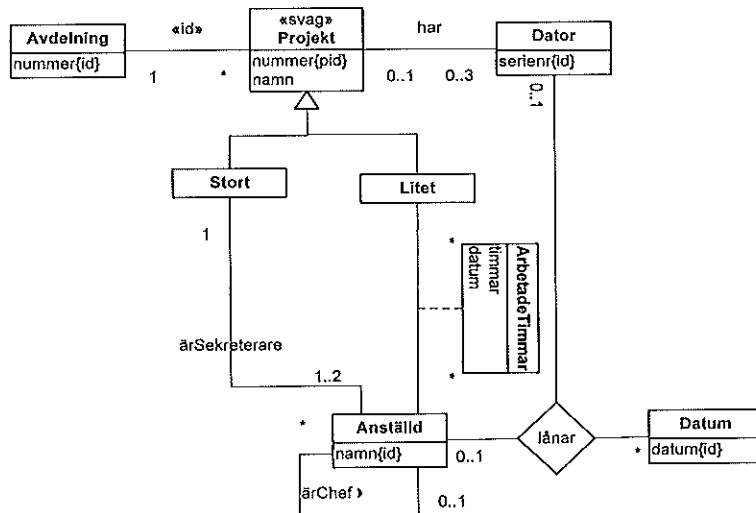 Avdelning
nummer{id}
«id»
1
*
«svag»
Projekt
nummer{pid}
namn
har
0..1
0..3
Dator
serienr{id}
0..1
Stort
Litet
1
*
ArbetadeTimmar
timmar
datum
*
ärSekreterare
1..2
*
Anställd
namn{id}
0..1
lånar
*
Datum
datum{id}
ärChef ›
0..1